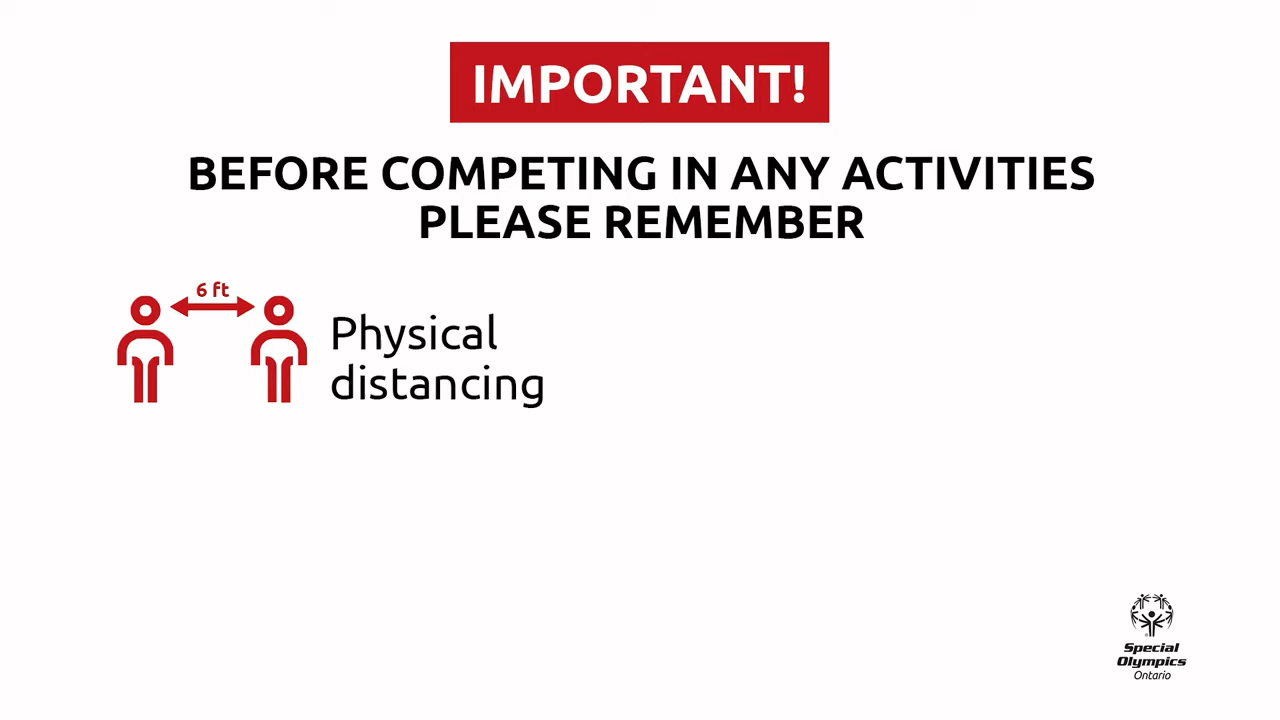 IMPORTANT!
BEFORE COMPETING IN ANY ACTIVITIES
PLEASE REMEMBER
6 ft
Physical
distancing
Special
Olympics
Ontario